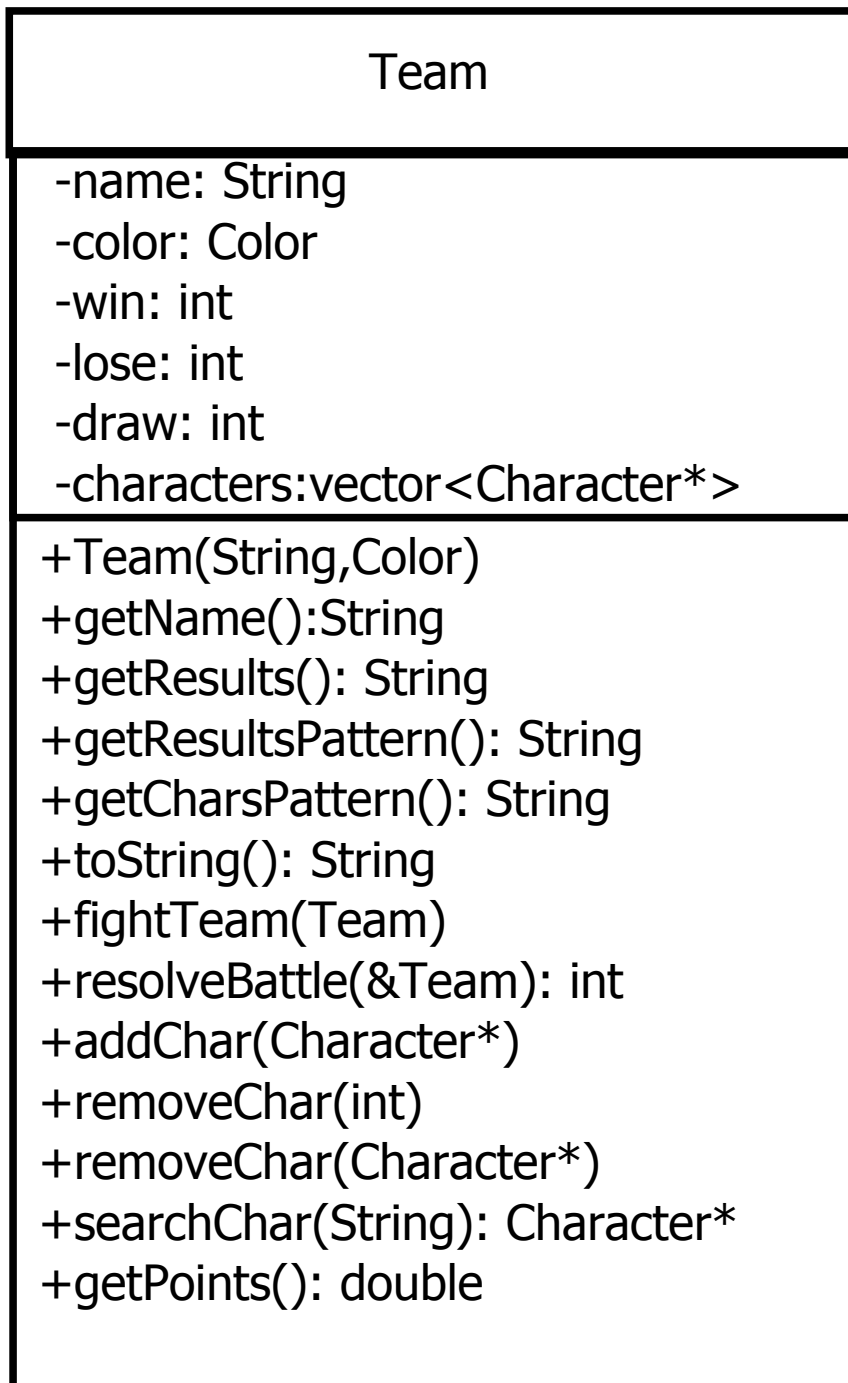 Team
-name: String
-color: Color
-win: int
-lose: int
-draw: int
-characters:vector<Character*>
+Team(String,Color)
+getName():String
+getResults(): String
+getResultsPattern(): String
+getCharsPattern(): String
+toString(): String
+fightTeam(Team)
+resolveBattle(&Team): int
+addChar(Character*)
+removeChar(int)
+removeChar(Character*)
+searchChar(String): Character*
+getPoints(): double